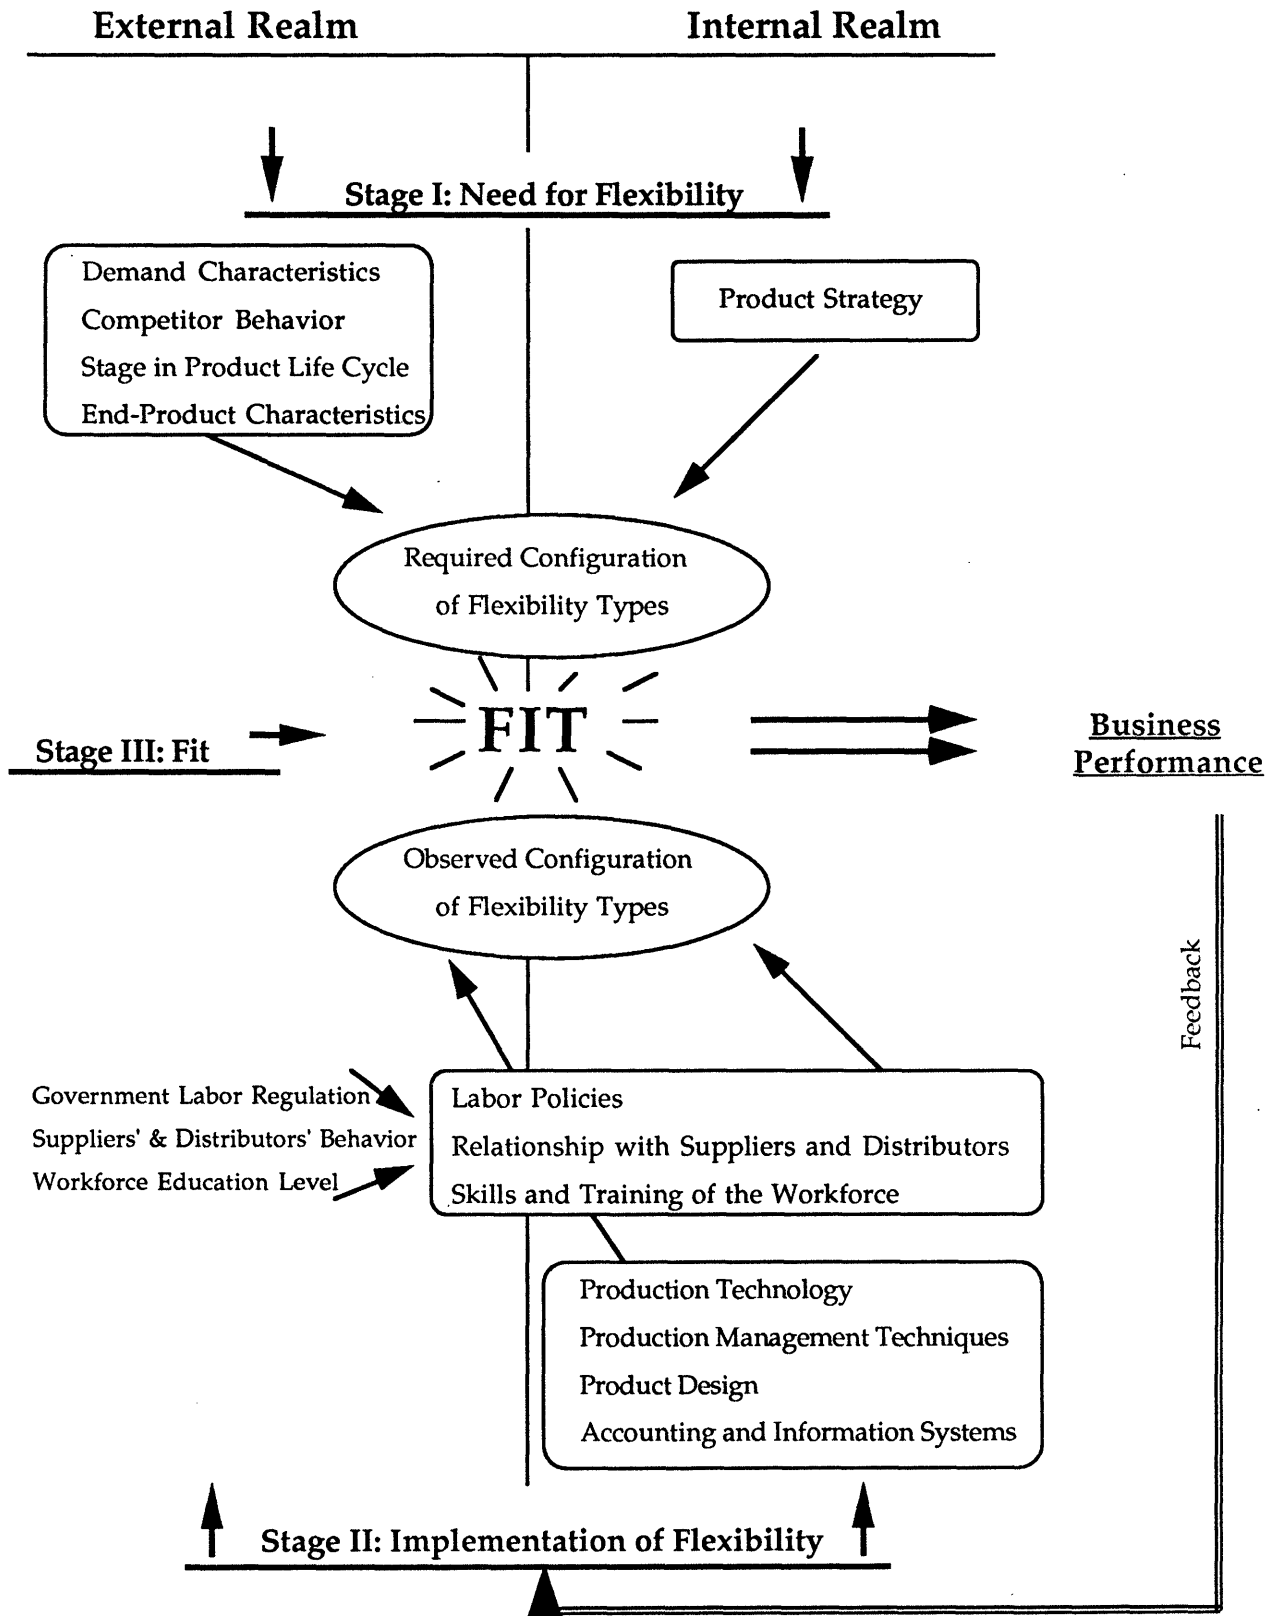 External Realm
Internal Realm
Stage I: Need for Flexibility
Demand Characteristics
Competitor Behavior
Stage in Product Life Cycle
End-Product Characteristics
Product Strategy
Required Configuration
of Flexibility Types
FIT
Stage III: Fit
Business
Performance
Observed Configuration
of Flexibility Types
Feedback
Government Labor Regulation
Suppliers' & Distributors' Behavior
Workforce Education Level
Labor Policies
Relationship with Suppliers and Distributors
Skills and Training of the Workforce
Production Technology
Production Management Techniques
Product Design
Accounting and Information Systems
Stage II: Implementation of Flexibility